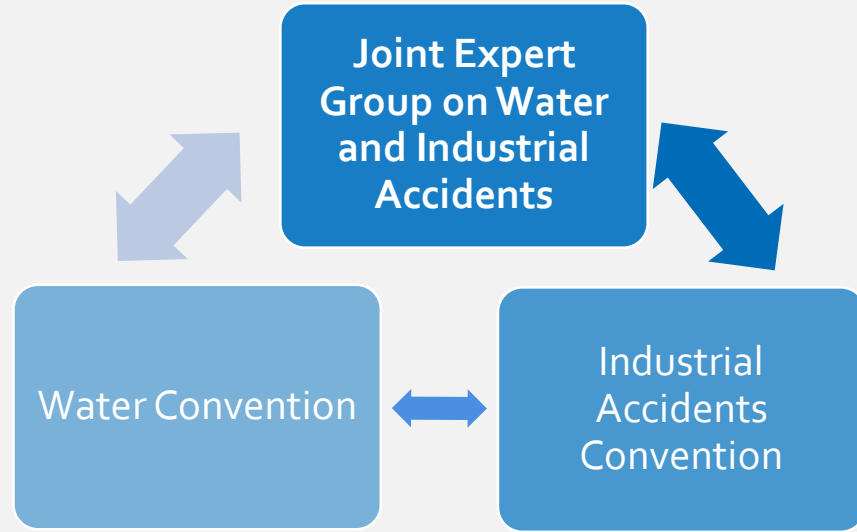 Joint Expert
Group on Water
and Industrial
Accidents
Water Convention
Industrial
Accidents
Convention